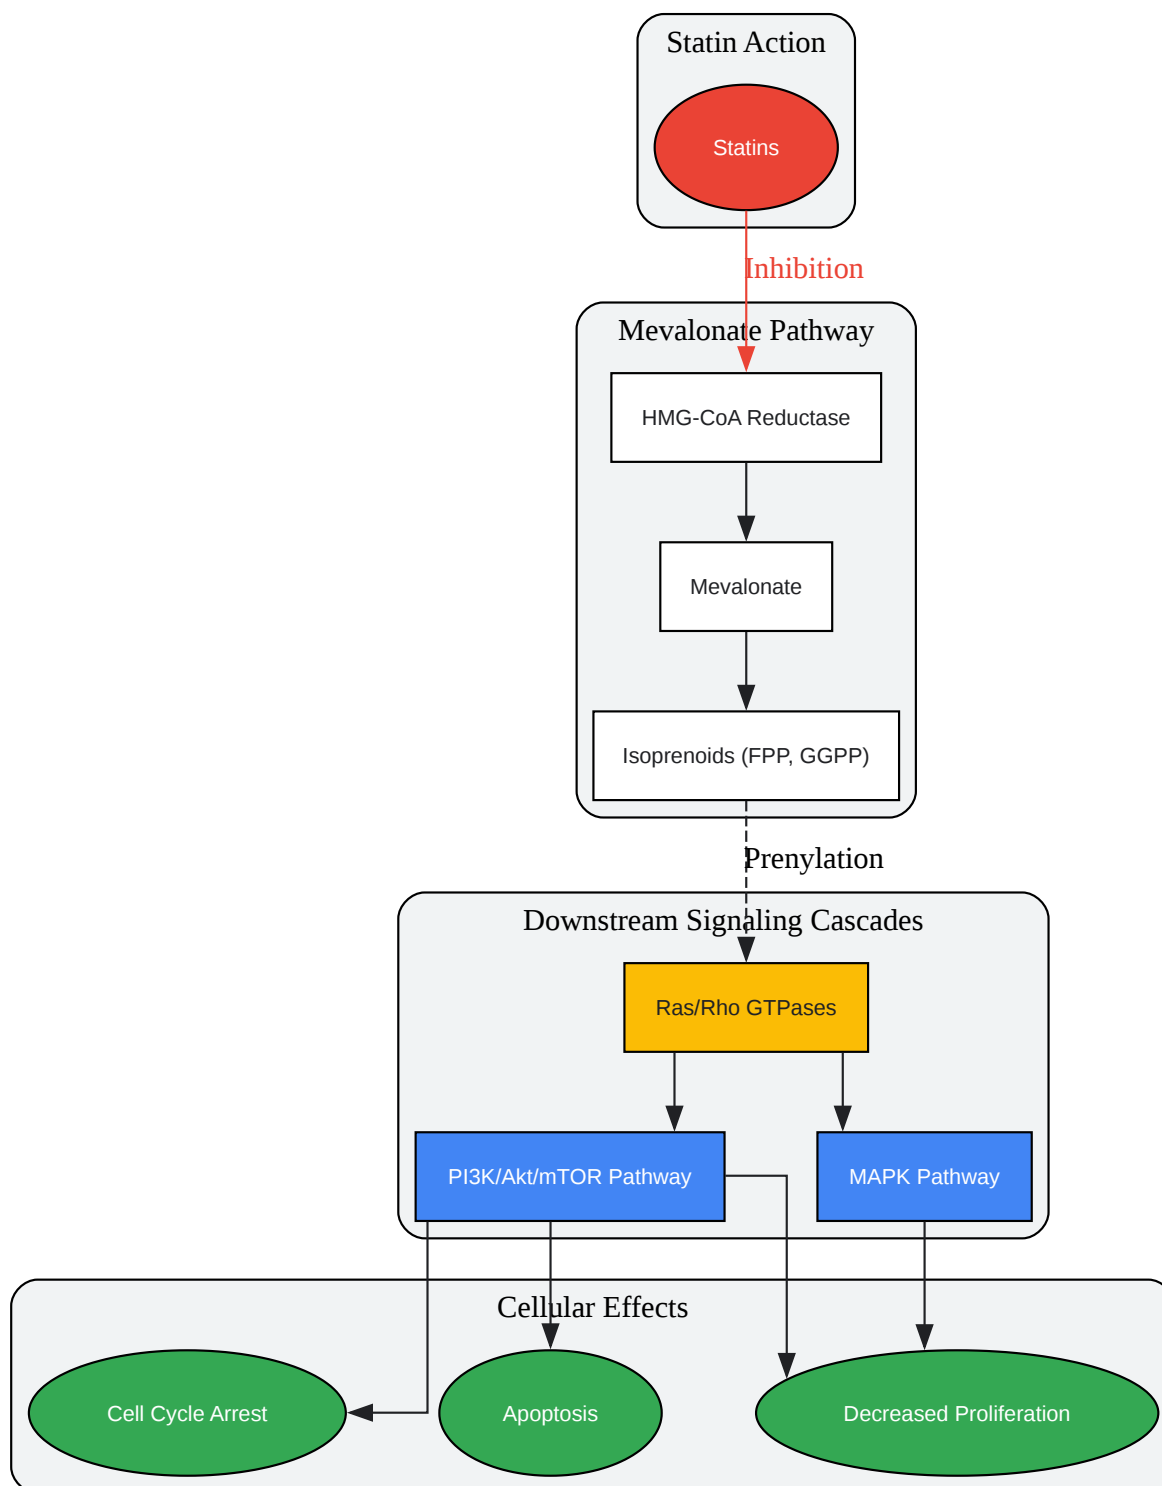 Statin Action
Statins
Inhibition
Mevalonate Pathway
HMG-CoA Reductase
Mevalonate
Isoprenoids (FPP, GGPP)
Prenylation
Downstream Signaling Cascades
Ras/Rho GTPases
PI3K/Akt/mTOR Pathway
MAPK Pathway
Cellular Effects
Cell Cycle Arrest
Apoptosis
Decreased Proliferation